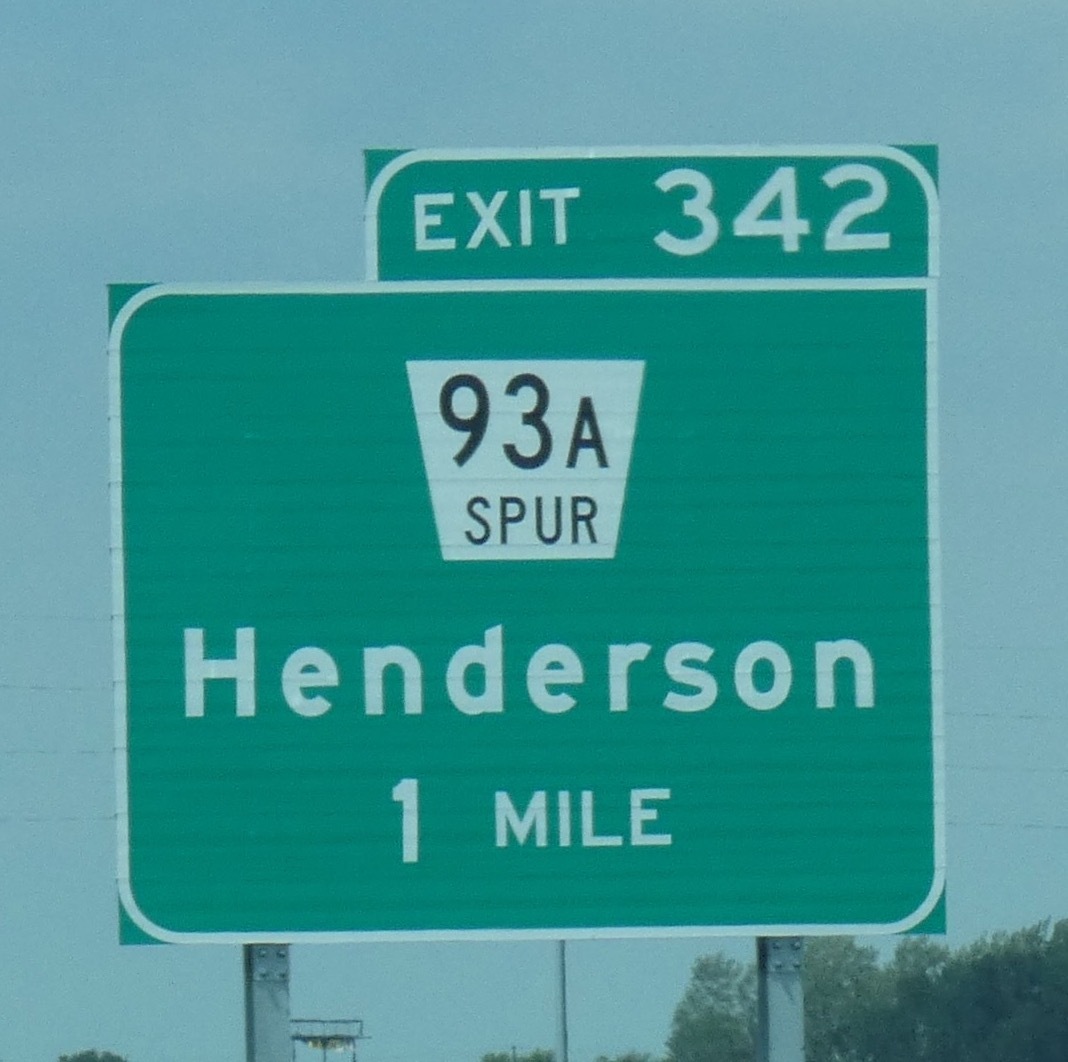 EXIT 342
93A
SPUR
Henderson
1 MILE